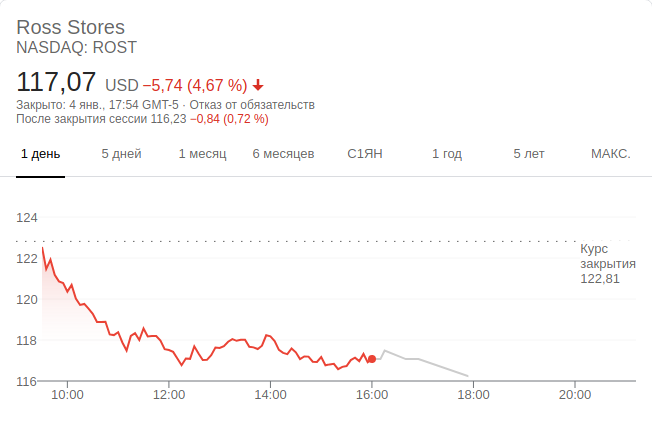 Ross Stores
NASDAQ: ROST
117,07 USD −5,74 (4,67 %)
Закрыто: 4 янв., 17:54 GMT-5 · Отказ от обязательств
После закрытия сессии 116,23 −0,84 (0,72 %)
1 день 5 дней 1 месяц 6 месяцев С1ЯН 1 год 5 лет МАКС.
124
Курс
закрытия
122,81
122
120
118
116
10:00 12:00 14:00 16:00 18:00 20:00